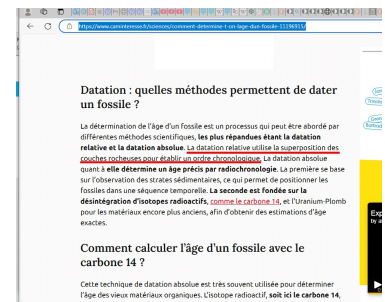 https://www.caminteresse.fr/sciences/comment-determine-t-on-lage-dun-fossile-11196915/
Datation : quelles méthodes permettent de dater
un fossile ?
La détermination de l'âge d'un fossile est un processus qui peut être abordé par
différentes méthodes scientifiques, les plus répandues étant la datation
relative et la datation absolue. La datation relative utilise la superposition des
couches rocheuses pour établir un ordre chronologique. La datation absolue
quant à elle détermine un âge précis par radiochronologie. La première se base
sur l'observation des strates sédimentaires, ce qui permet de positionner les
fossiles dans une séquence temporelle. La seconde est fondée sur la
désintégration d'isotopes radioactifs, comme le carbone 14, et l'Uranium-Plomb
pour les matériaux encore plus anciens, afin d'obtenir des estimations d'âge
exactes.
Comment calculer l'âge d'un fossile avec le
carbone 14 ?
Cette technique de datation absolue est très souvent utilisée pour déterminer
l'âge des vieux matériaux organiques. L'isotope radioactif, soit ici le carbone 14,
Exp